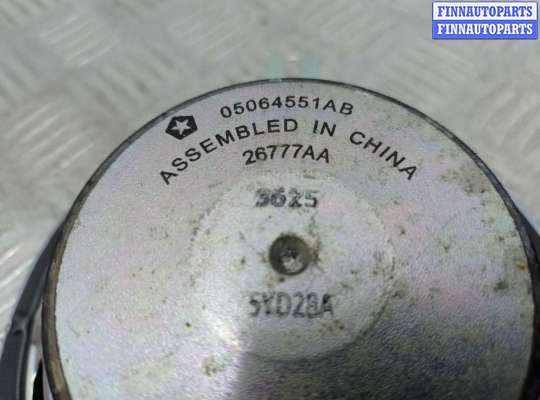 FINNAUTOPARTS
FINNAUTOPARTS
05064551AB
ASSEMBLED IN CHINA
26777AA
3625
5YD28A